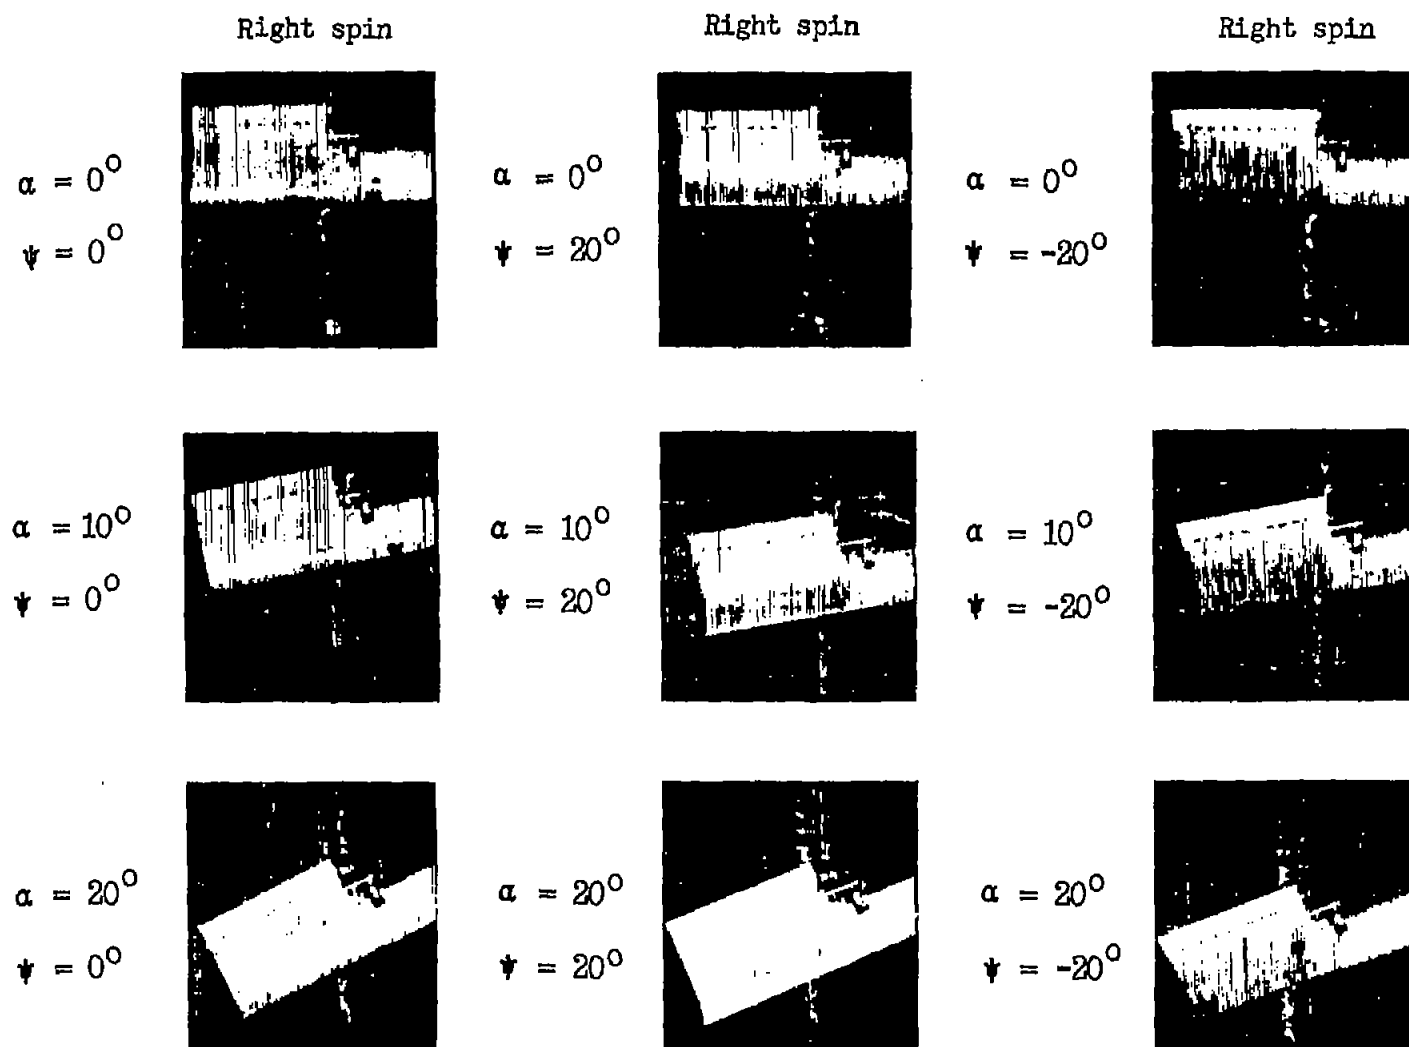 Right spin Right spin Right spin
α = 0° α = 0° α = 0°
ψ = 0° ψ = 20° ψ = -20°
α = 10° α = 10° α = 10°
ψ = 0° ψ = 20° ψ = -20°
α = 20° α = 20° α = 20°
ψ = 0° ψ = 20° ψ = -20°